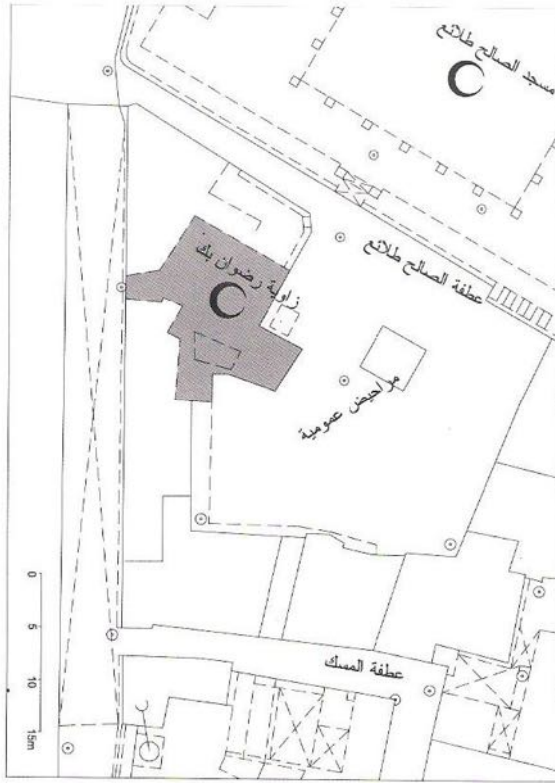 مسجد الصالح طلائع
عطفة الصالح طلائع
زاوية رضوان بك
مراحيض عمومية
عطفة المسك
0
5
10
15m